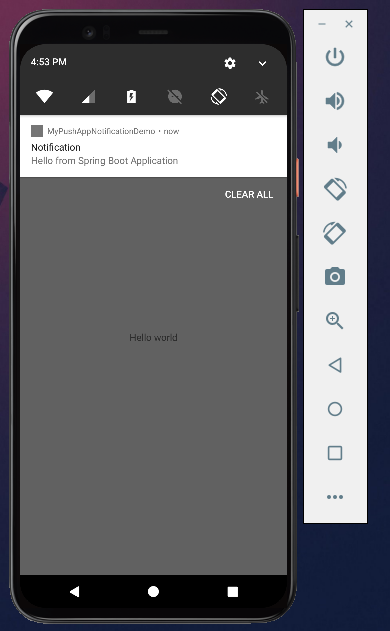 4:53 PM
MyPushAppNotificationDemo • now
Notification
Hello from Spring Boot Application
CLEAR ALL
Hello world